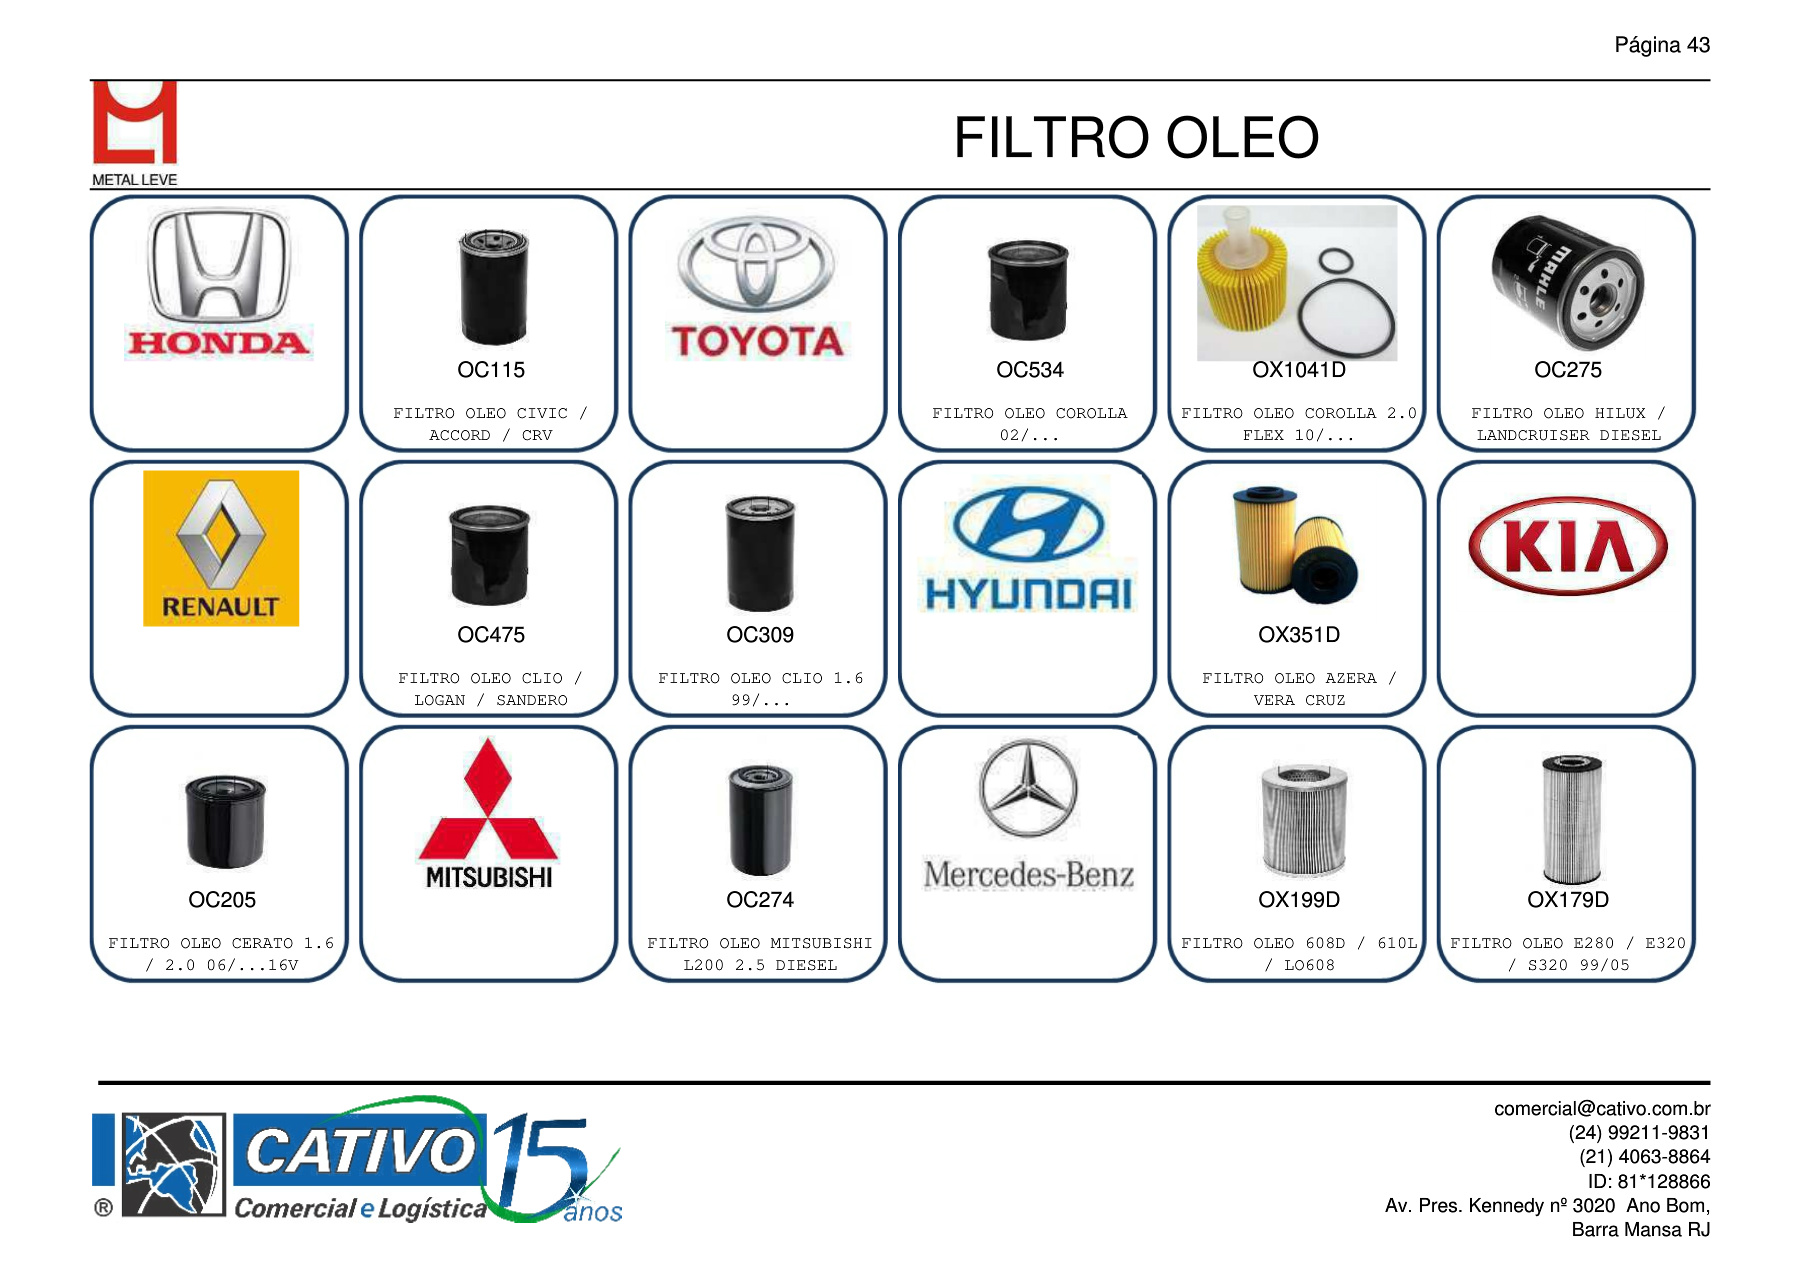 Página 43
METAL LEVE
FILTRO OLEO
HONDA
OC115
FILTRO OLEO CIVIC /
ACCORD / CRV
TOYOTA
OC534
FILTRO OLEO COROLLA
02/...
OX1041D
FILTRO OLEO COROLLA 2.0
FLEX 10/...
MAHLE
OC275
FILTRO OLEO HILUX /
LANDCRUISER DIESEL
RENAULT
OC475
FILTRO OLEO CLIO /
LOGAN / SANDERO
OC309
FILTRO OLEO CLIO 1.6
99/...
HYUNDAI
OX351D
FILTRO OLEO AZERA /
VERA CRUZ
KIA
OC205
FILTRO OLEO CERATO 1.6
/ 2.0 06/...16V
MITSUBISHI
OC274
FILTRO OLEO MITSUBISHI
L200 2.5 DIESEL
Mercedes-Benz
OX199D
FILTRO OLEO 608D / 610L
/ LO608
OX179D
FILTRO OLEO E280 / E320
/ S320 99/05
CATIVO
® Comercial e Logística
15
anos
comercial@cativo.com.br
(24) 99211-9831
(21) 4063-8864
ID: 81*128866
Av. Pres. Kennedy nº 3020 Ano Bom,
Barra Mansa RJ